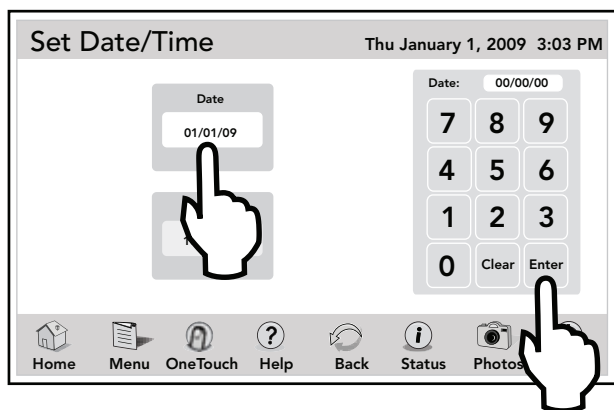 Set Date/Time
Thu January 1, 2009 3:03 PM
Date
01/01/09
Date: 00/00/00
7 8 9
4 5 6
1 2 3
0 Clear Enter
Home Menu OneTouch Help Back Status Photos